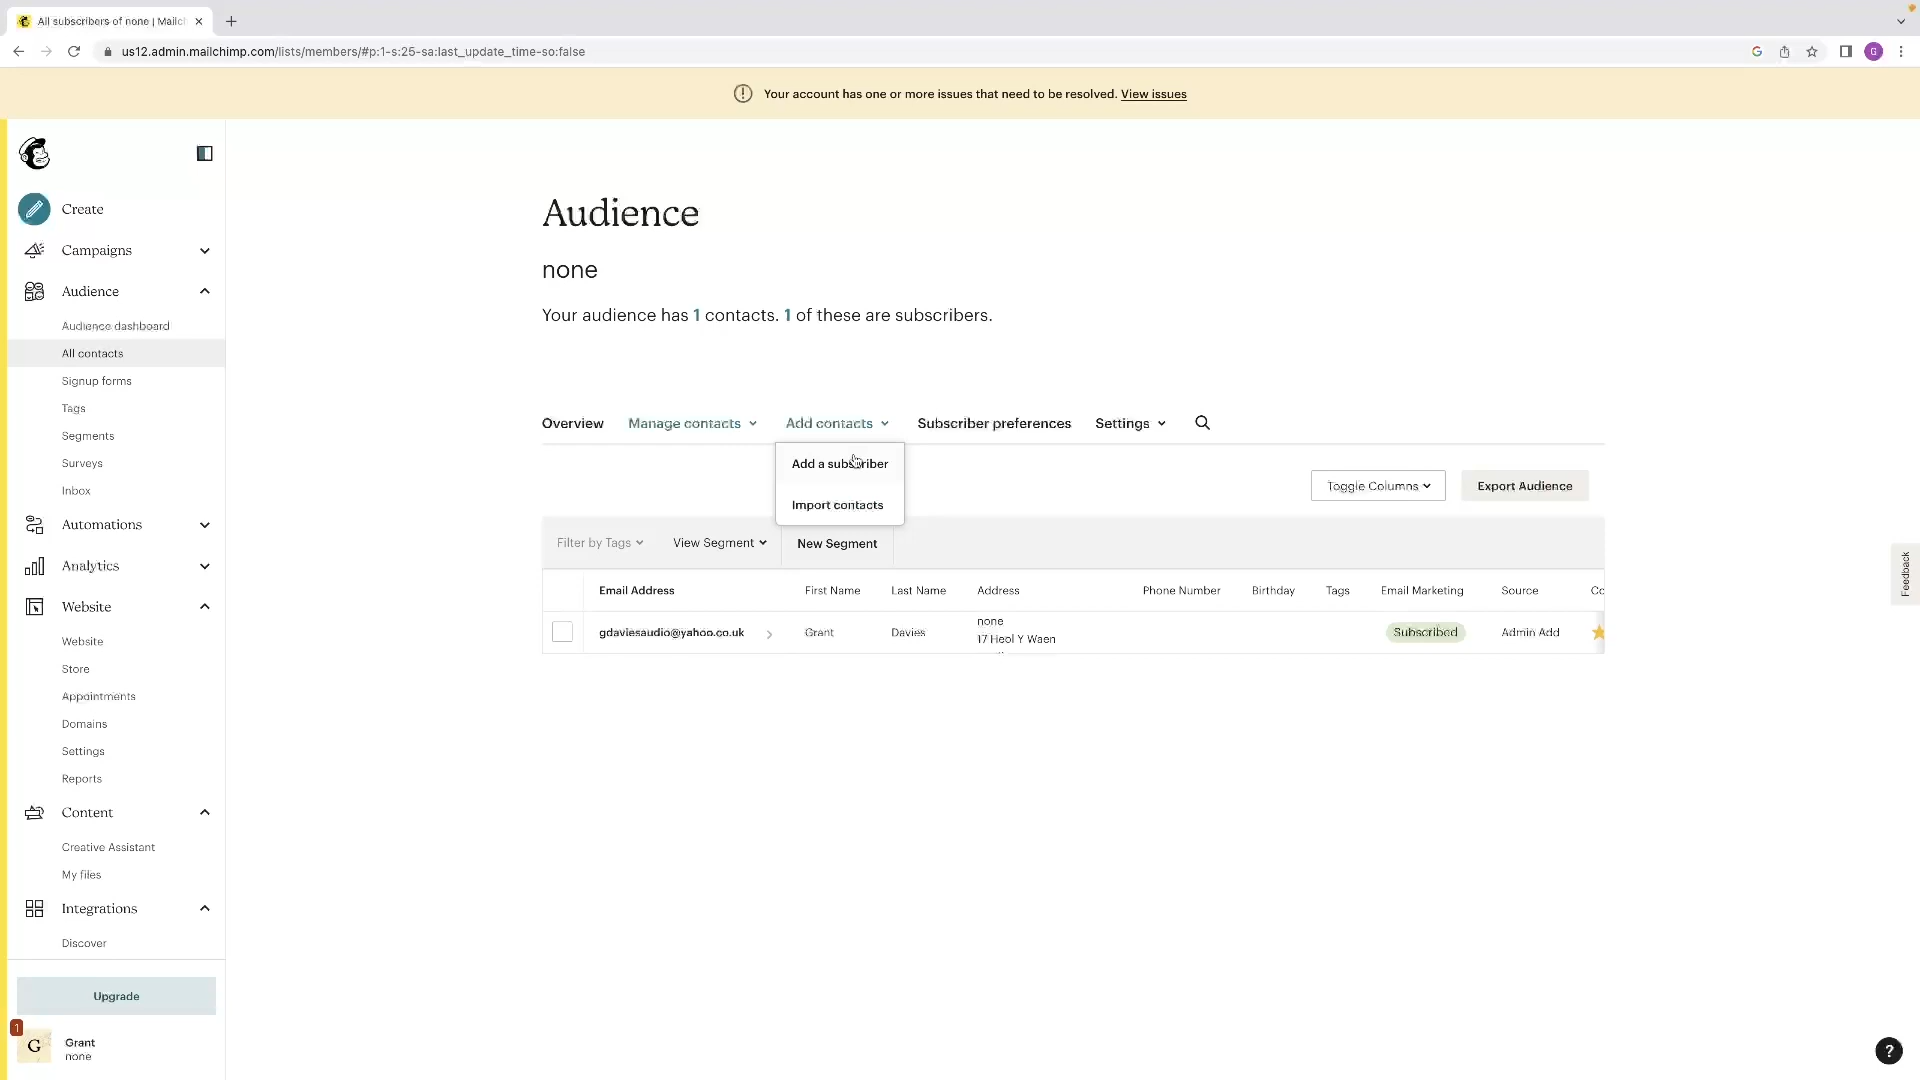 All subscribers of none | Mailch
us12.admin.mailchimp.com/lists/members/#p:1-s:25-sa:last_update_time-so:false
G
Your account has one or more issues that need to be resolved. View issues
Create
Campaigns
Audience
Audience dashboard
All contacts
Signup forms
Tags
Segments
Surveys
Inbox
Automations
Analytics
Website
Website
Store
Appointments
Domains
Settings
Reports
Content
Creative Assistant
My files
Integrations
Discover
Upgrade
1
G
Grant
none
Audience
none
Your audience has 1 contacts. 1 of these are subscribers.
Overview Manage contacts Add contacts Subscriber preferences Settings
Add a subscriber
Import contacts
Toggle Columns Export Audience
Filter by Tags View Segment New Segment
Email Address First Name Last Name Address Phone Number Birthday Tags Email Marketing Source Co
gdaviesaudio@yahoo.co.uk Grant Davies none
17 Heol Y Waen
Subscribed Admin Add
Feedback
?